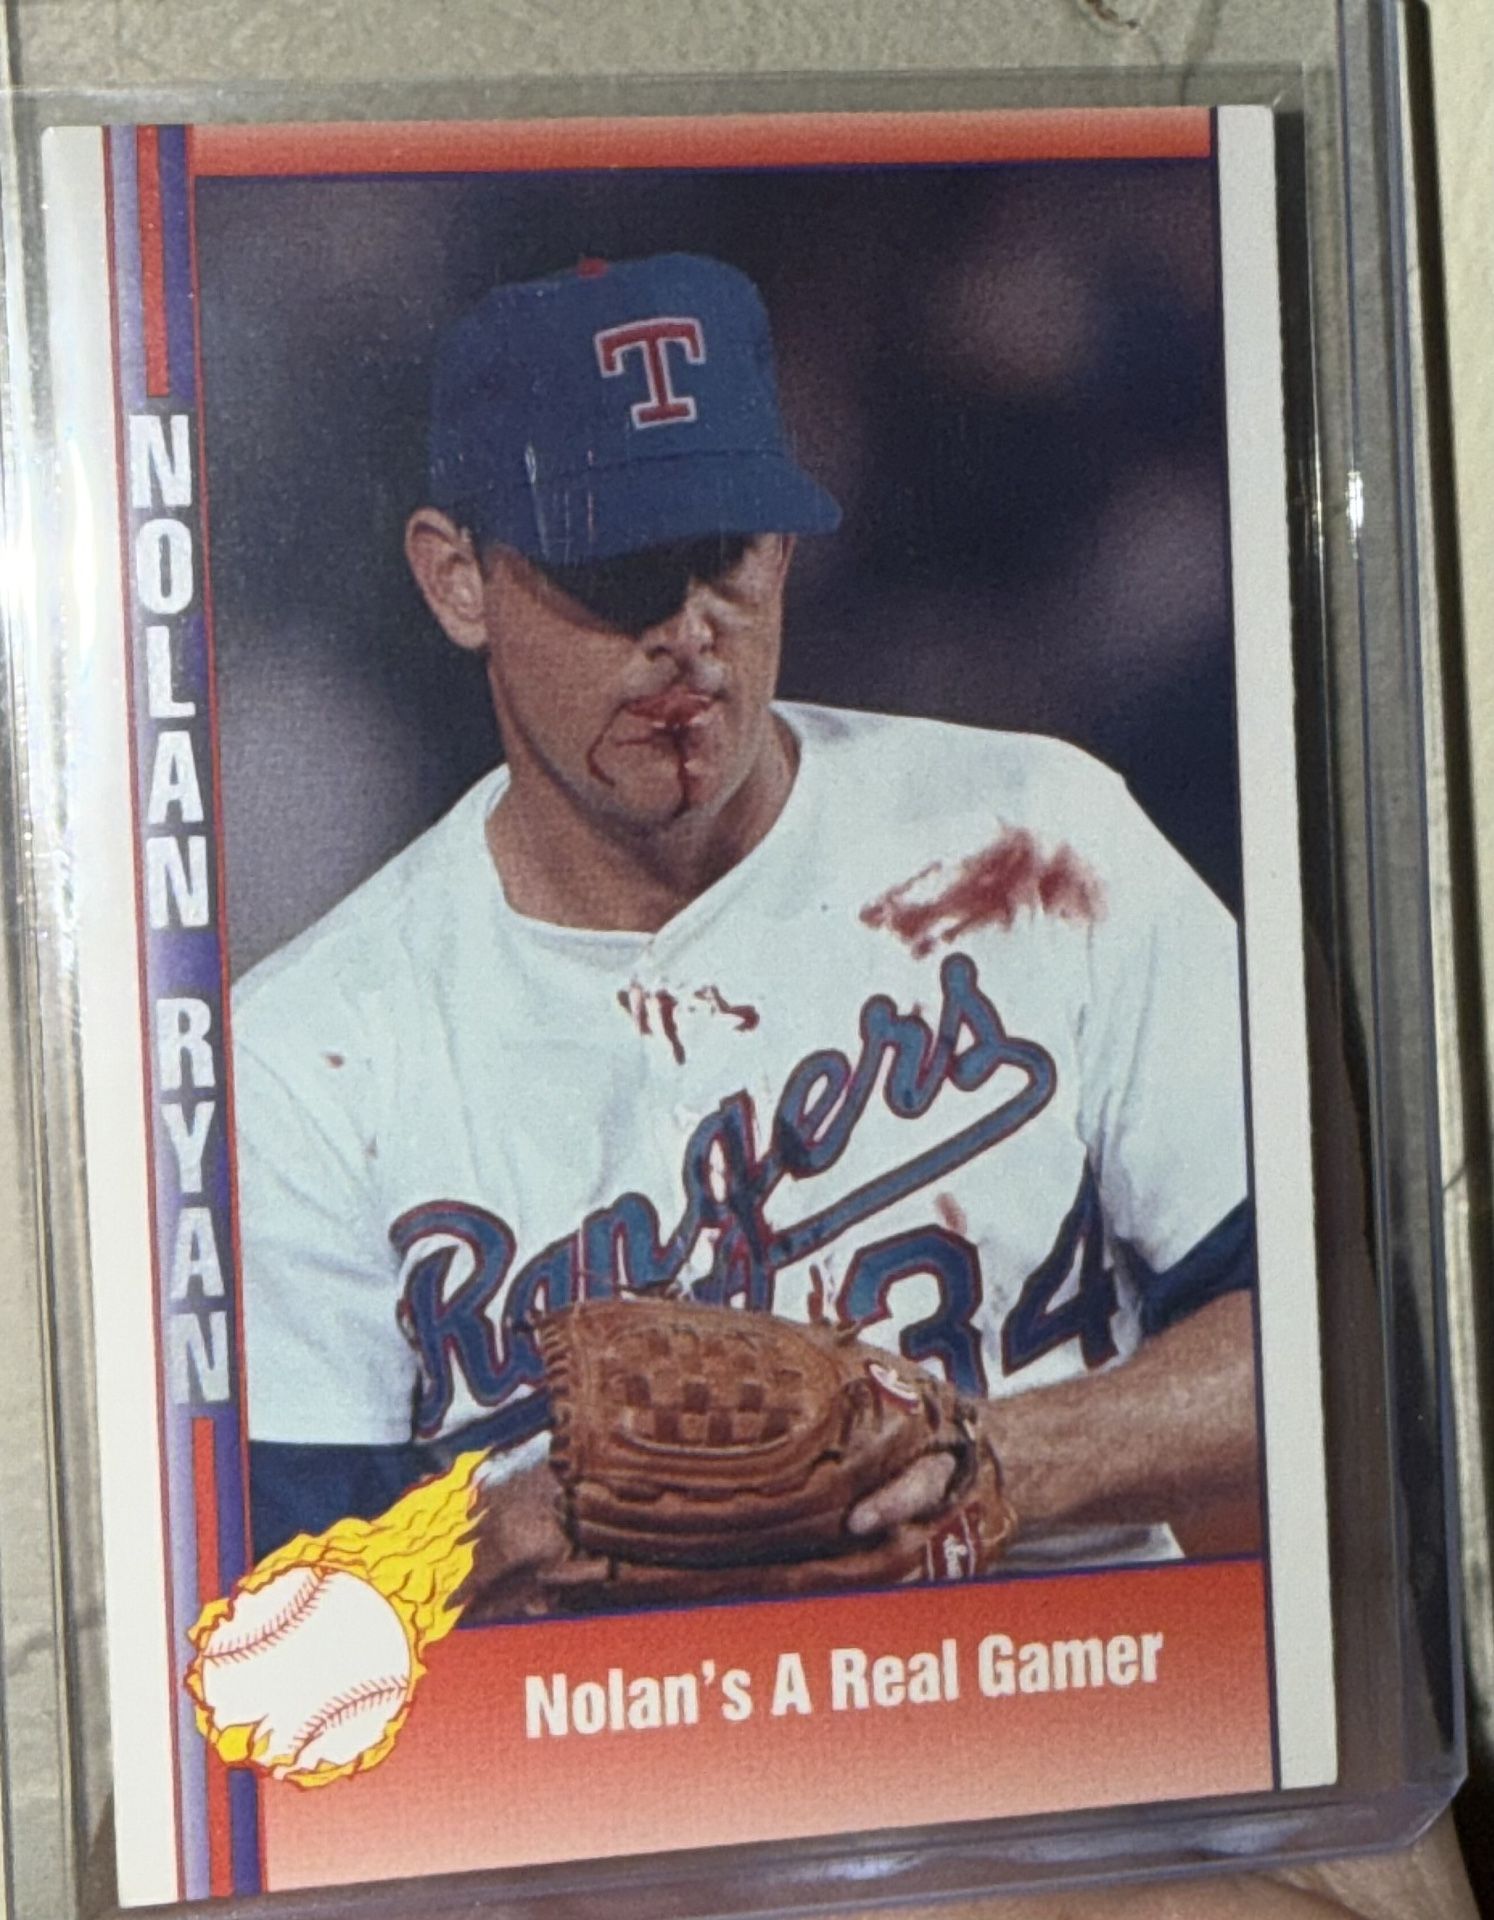 NOLAN RYAN
T
Rangers
34
Nolan's A Real Gamer